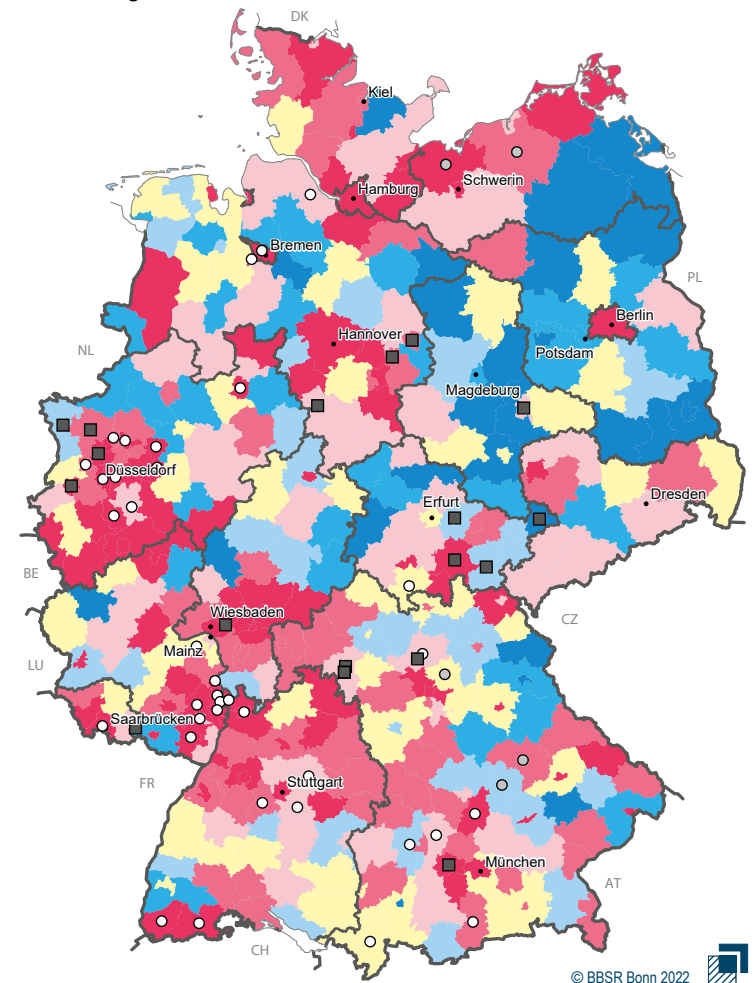 DK
Kiel
Schwerin
Hamburg
Bremen
PL
Berlin
Hannover
NL
Potsdam
Magdeburg
Düsseldorf
Dresden
Erfurt
BE
Wiesbaden
CZ
Mainz
LU
Saarbrücken
FR
Stuttgart
München
AT
CH
© BBSR Bonn 2022